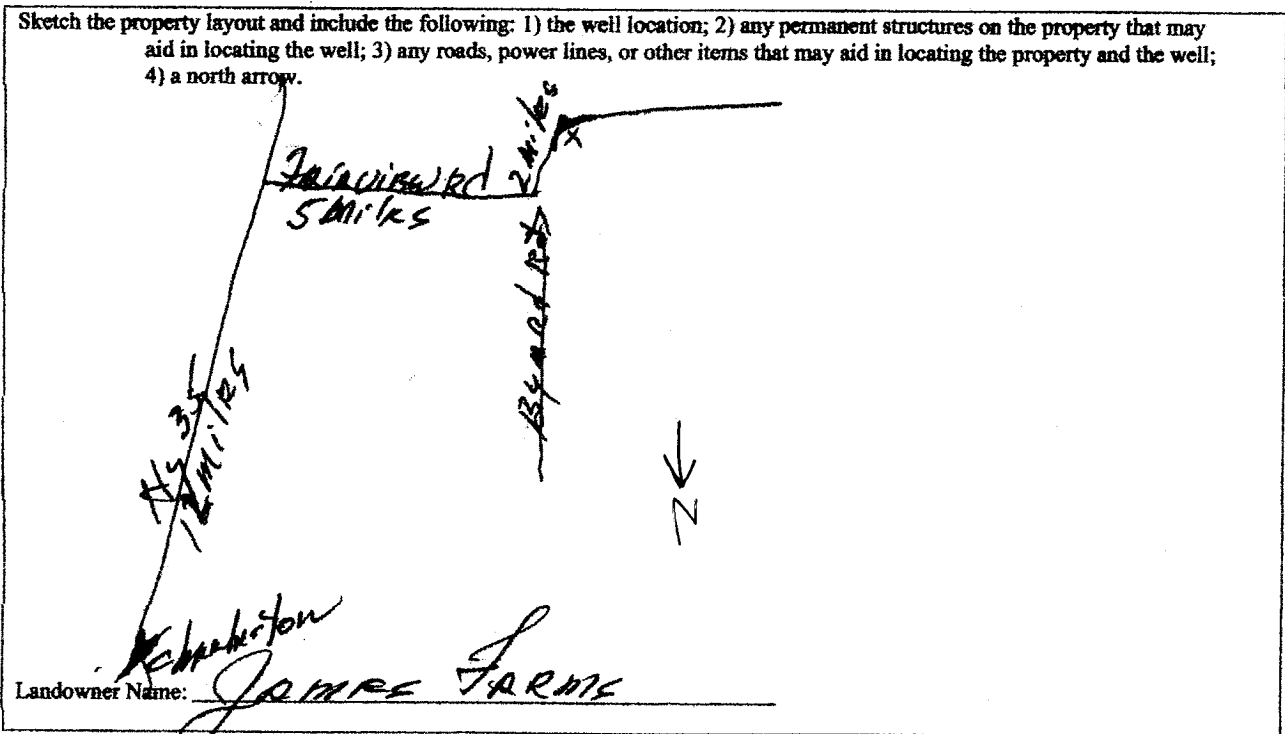 Sketch the property layout and include the following: 1) the well location; 2) any permanent structures on the property that may
aid in locating the well; 3) any roads, power lines, or other items that may aid in locating the property and the well;
4) a north arrow.
2 Miles
X
Fairview Rd
5 Miles
Bynrd Rd
Hy 35
12 Miles
N
Landowner Name: James Farms